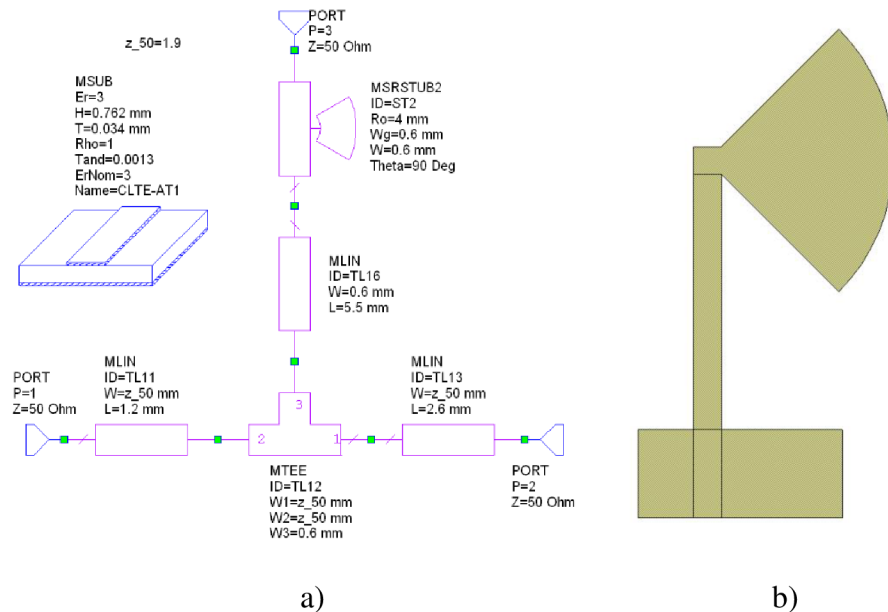 PORT
P=3
Z=50 Ohm
z_50=1.9
MSUB
Er=3
H=0.762 mm
T=0.034 mm
Rho=1
Tand=0.0013
ErNom=3
Name=CLTE-AT1
MSRSTUB2
ID=ST2
Ro=4 mm
Wg=0.6 mm
W=0.6 mm
Theta=90 Deg
MLIN
ID=TL16
W=0.6 mm
L=5.5 mm
PORT
P=1
Z=50 Ohm
MLIN
ID=TL11
W=z_50 mm
L=1.2 mm
MLIN
ID=TL13
W=z_50 mm
L=2.6 mm
3
2
1
MTEE
ID=TL12
W1=z_50 mm
W2=z_50 mm
W3=0.6 mm
PORT
P=2
Z=50 Ohm
a)
b)